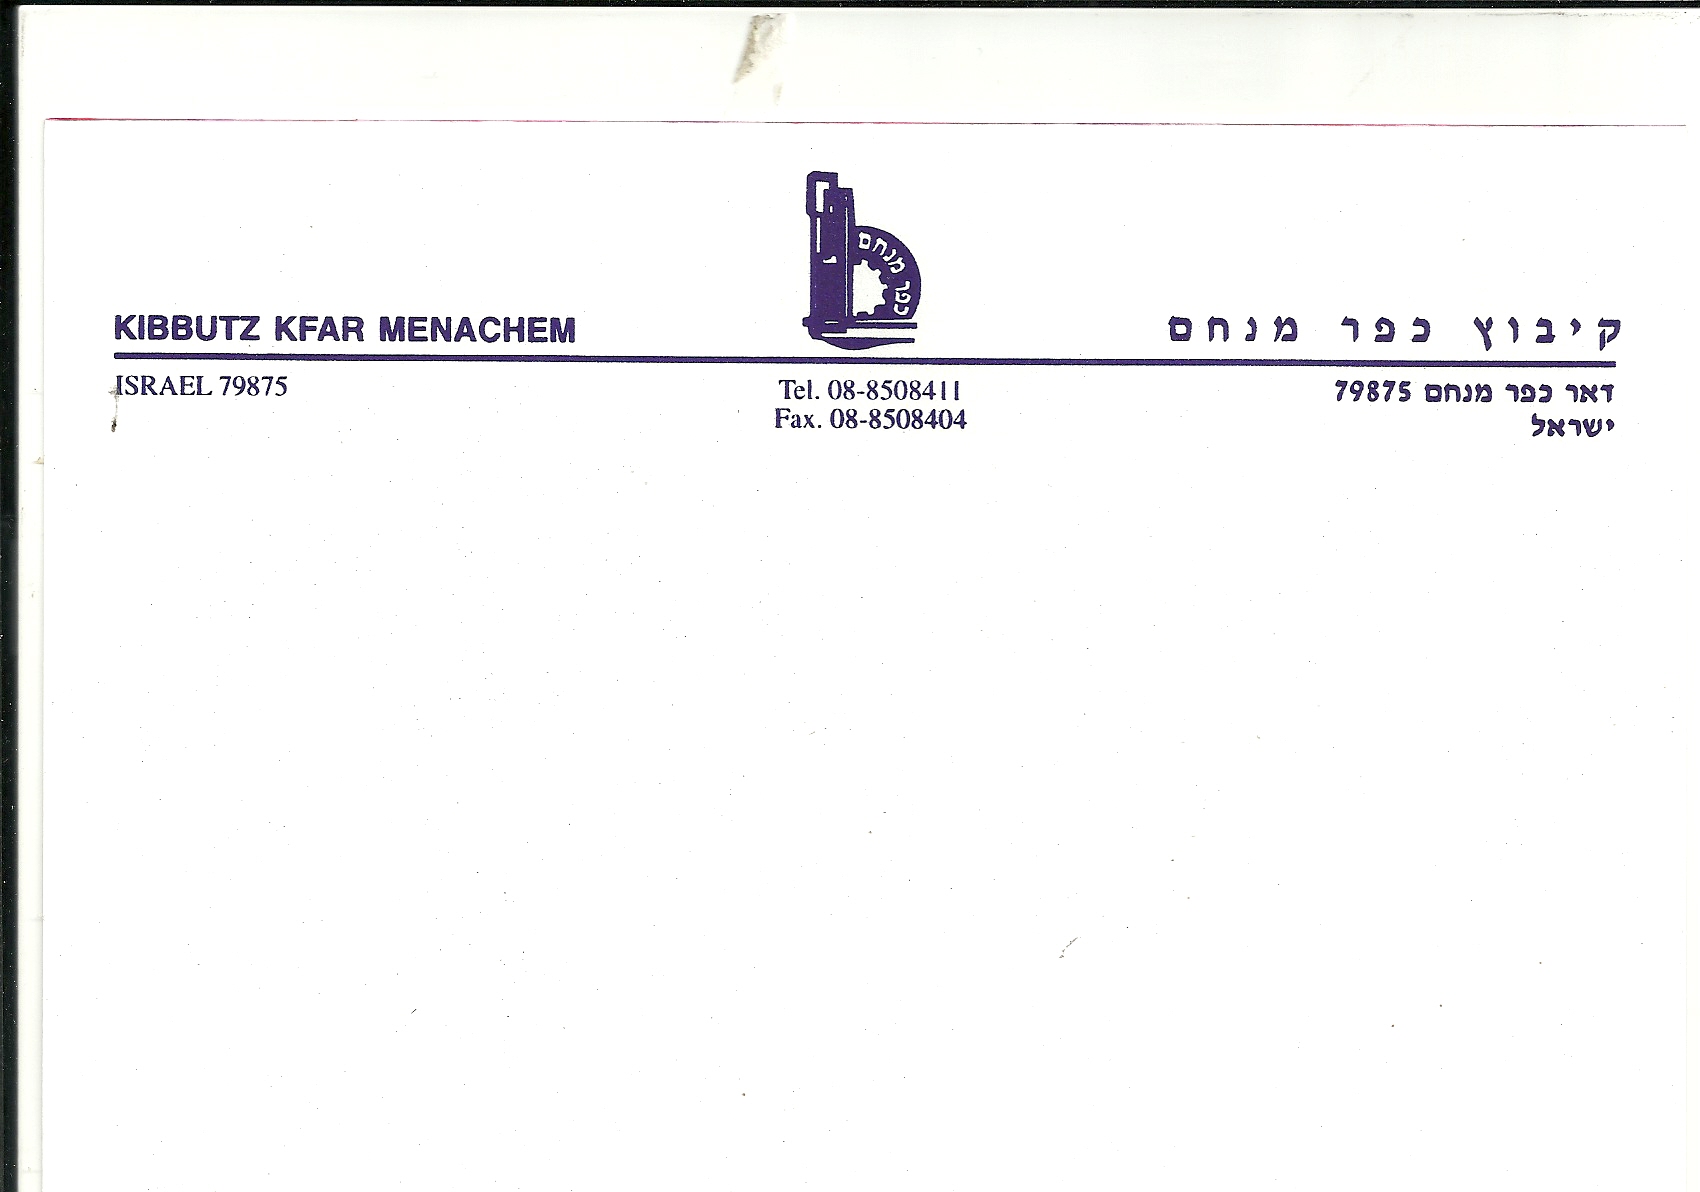 כפר מנחם
KIBBUTZ KFAR MENACHEM
קיבוץ כפר מנחם
ISRAEL 79875
Tel. 08-8508411
Fax. 08-8508404
דאר כפר מנחם 79875
ישראל